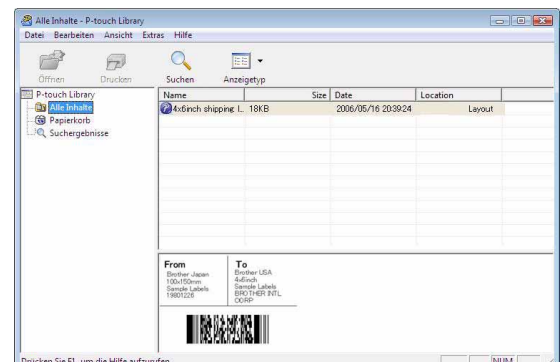 Alle Inhalte - P-touch Library
Datei Bearbeiten Ansicht Extras Hilfe
Öffnen Drucken Suchen Anzeigetyp
P-touch Library
Alle Inhalte
Papierkorb
Suchergebnisse
Name Size Date Location
4x6inch shipping l... 18KB 2006/05/16 20:39:24 Layout
From
Brother Japan
100x150mm
Sample Labels
19801226
To
Brother USA
4x6inch
Sample Labels
BROTHER INTL
CORP
Drücken Sie F1, um die Hilfe aufzurufen
NUM